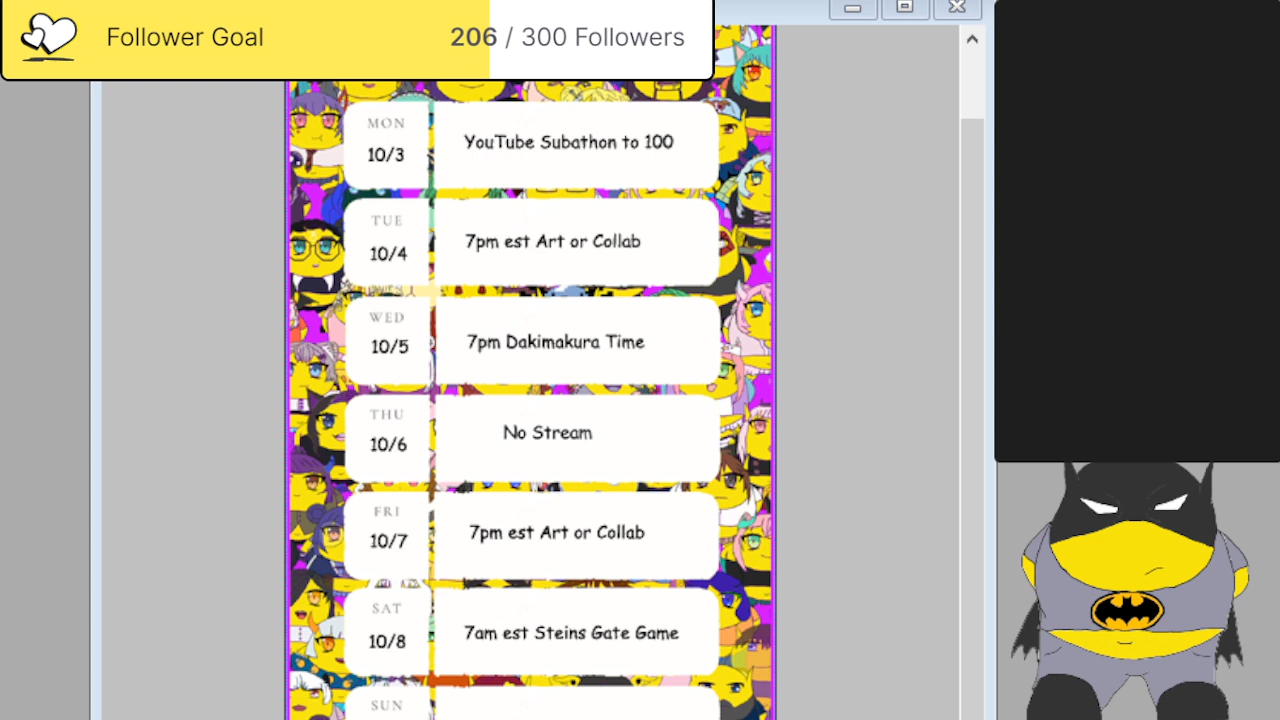 Follower Goal
206 / 300 Followers
MON
10/3
YouTube Subathon to 100
TUE
10/4
7pm est Art or Collab
WED
10/5
7pm Dakimakura Time
THU
10/6
No Stream
FRI
10/7
7pm est Art or Collab
SAT
10/8
7am est Steins Gate Game
SUN